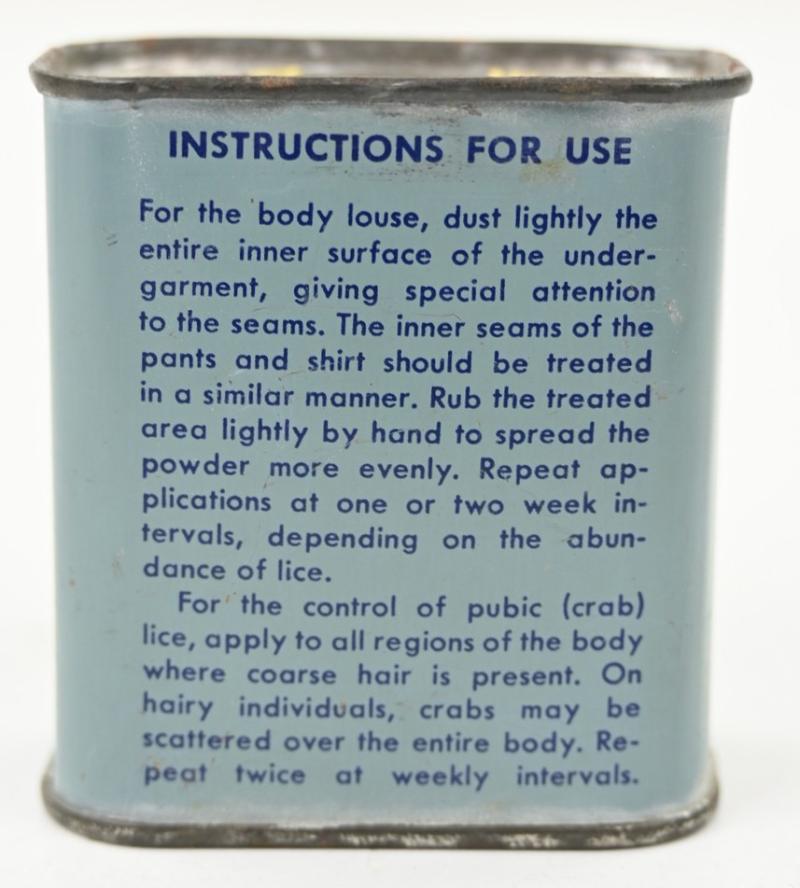 INSTRUCTIONS FOR USE
For the body louse, dust lightly the
entire inner surface of the under-
garment, giving special attention
to the seams. The inner seams of the
pants and shirt should be treated
in a similar manner. Rub the treated
area lightly by hand to spread the
powder more evenly. Repeat ap-
plications at one or two week in-
tervals, depending on the abun-
dance of lice.
For the control of pubic (crab)
lice, apply to all regions of the body
where coarse hair is present. On
hairy individuals, crabs may be
scattered over the entire body. Re-
peat twice at weekly intervals.